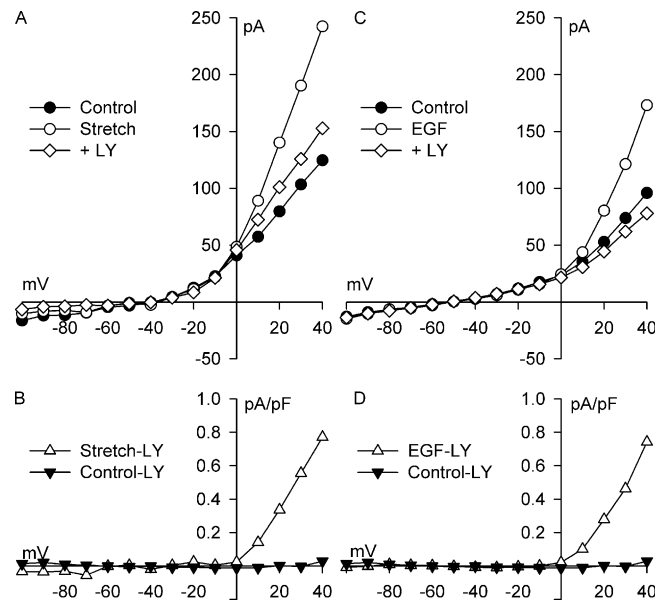 A
250
pA
200
150
100
50
-50
Control
Stretch
+ LY
mV
-80 -60 -40 -20 20 40
C
250
pA
200
150
100
50
-50
Control
EGF
+ LY
mV
-80 -60 -40 -20 20 40
B
1.0
pA/pF
0.8
0.6
0.4
0.2
Stretch-LY
Control-LY
mV
-80 -60 -40 -20 0 20 40
D
1.0
pA/pF
0.8
0.6
0.4
0.2
EGF-LY
Control-LY
mV
-80 -60 -40 -20 0 20 40